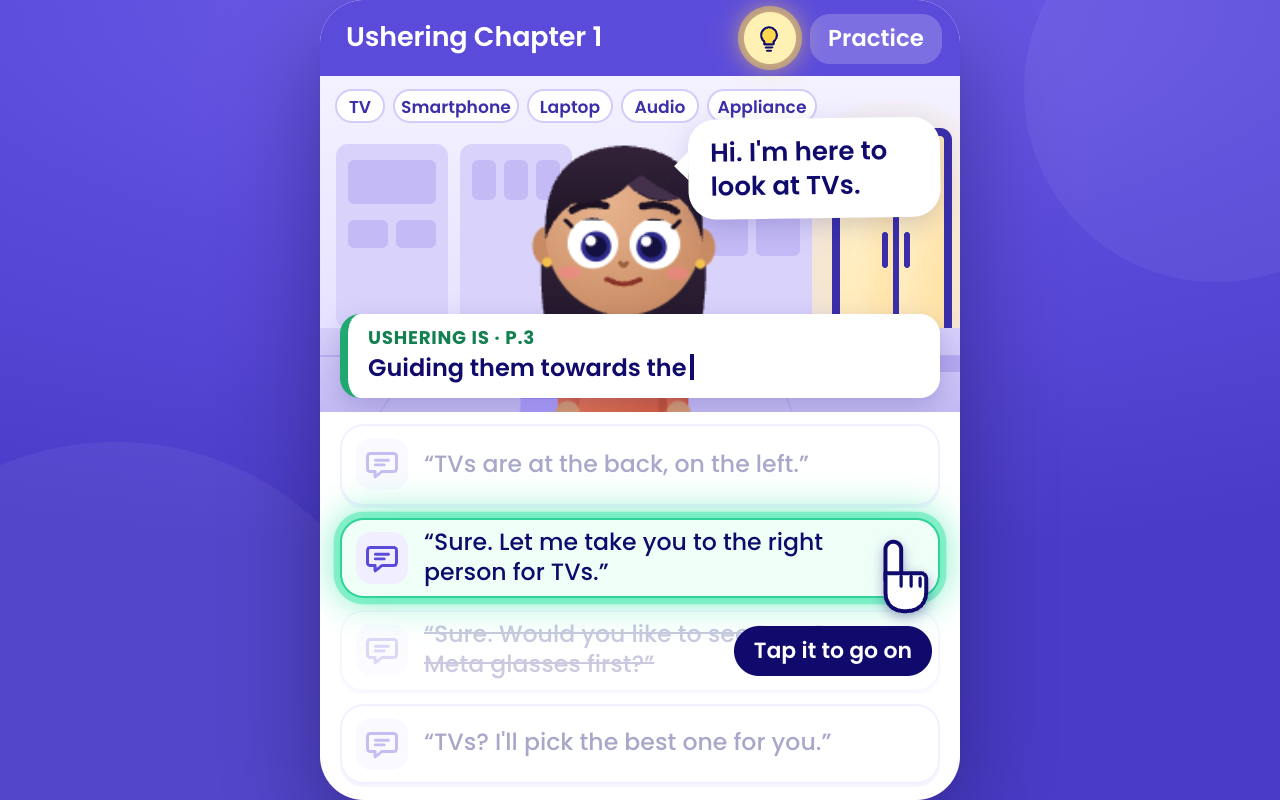 Ushering Chapter 1
Practice
TV
Smartphone
Laptop
Audio
Appliance
Hi. I'm here to
look at TVs.
USHERING IS · P.3
Guiding them towards the
“TVs are at the back, on the left.”
“Sure. Let me take you to the right
person for TVs.”
“Sure. Would you like to see
Meta glasses first?”
Tap it to go on
“TVs? I'll pick the best one for you.”